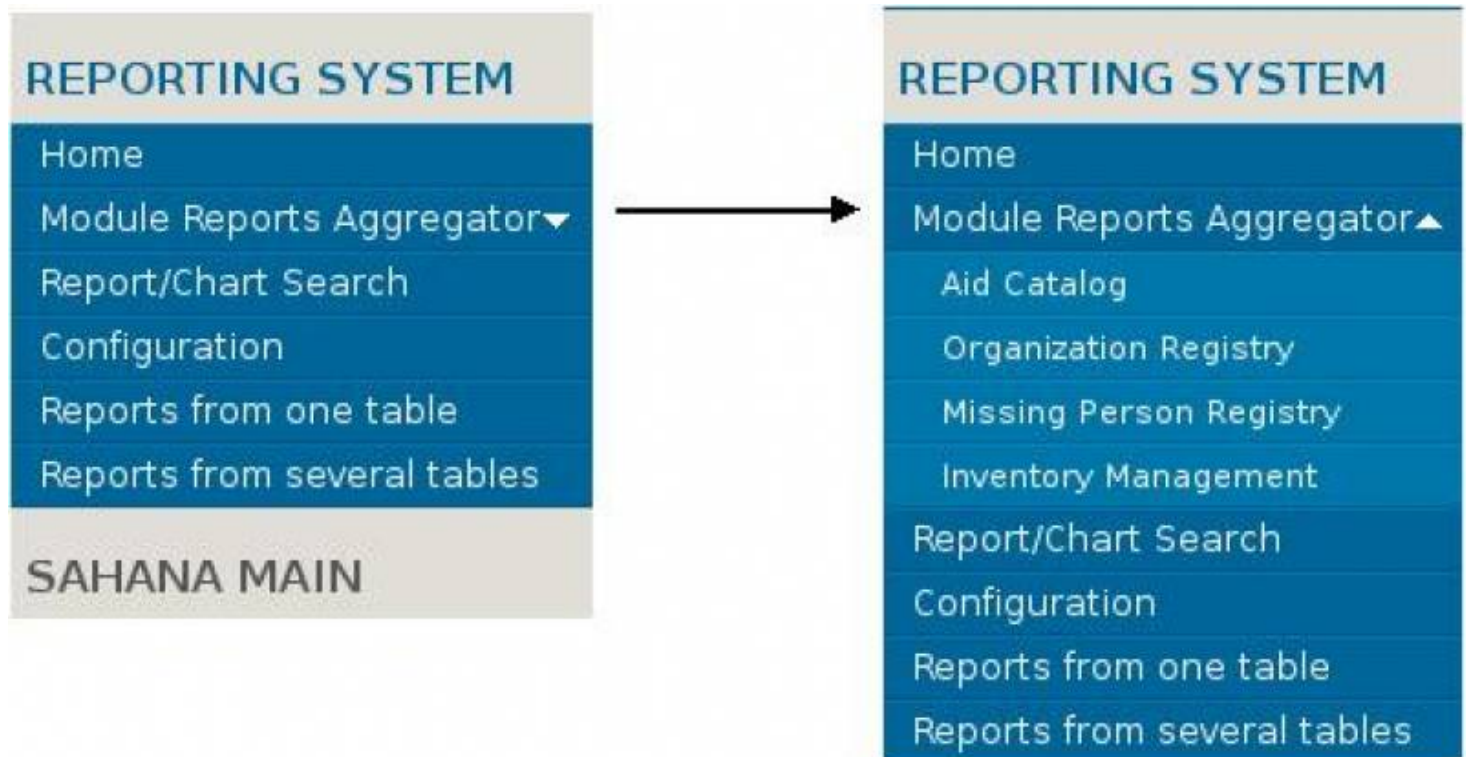 REPORTING SYSTEM
Home
Module Reports Aggregator
Report/Chart Search
Configuration
Reports from one table
Reports from several tables
SAHANA MAIN
REPORTING SYSTEM
Home
Module Reports Aggregator
Aid Catalog
Organization Registry
Missing Person Registry
Inventory Management
Report/Chart Search
Configuration
Reports from one table
Reports from several tables